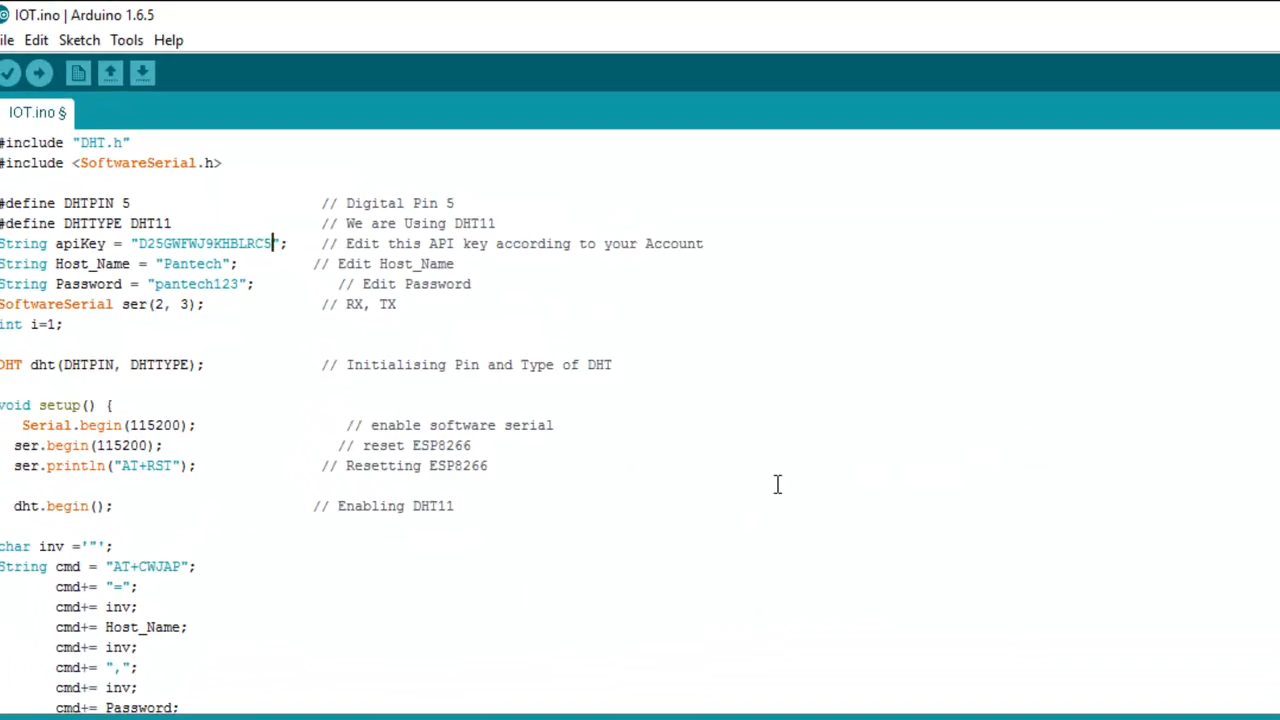 IOT.ino | Arduino 1.6.5
ile Edit Sketch Tools Help
IOT.ino §
#include "DHT.h"
#include <SoftwareSerial.h>
#define DHTPIN 5 // Digital Pin 5
#define DHTTYPE DHT11 // We are Using DHT11
String apiKey = "D25GWFWJ9KHBLRC5"; // Edit this API key according to your Account
String Host_Name = "Pantech"; // Edit Host_Name
String Password = "pantech123"; // Edit Password
SoftwareSerial ser(2, 3); // RX, TX
int i=1;
DHT dht(DHTPIN, DHTTYPE); // Initialising Pin and Type of DHT
void setup() {
Serial.begin(115200); // enable software serial
ser.begin(115200); // reset ESP8266
ser.println("AT+RST"); // Resetting ESP8266
dht.begin(); // Enabling DHT11
char inv ='"';
String cmd = "AT+CWJAP";
cmd+= "=";
cmd+= inv;
cmd+= Host_Name;
cmd+= inv;
cmd+= ",";
cmd+= inv;
cmd+= Password;